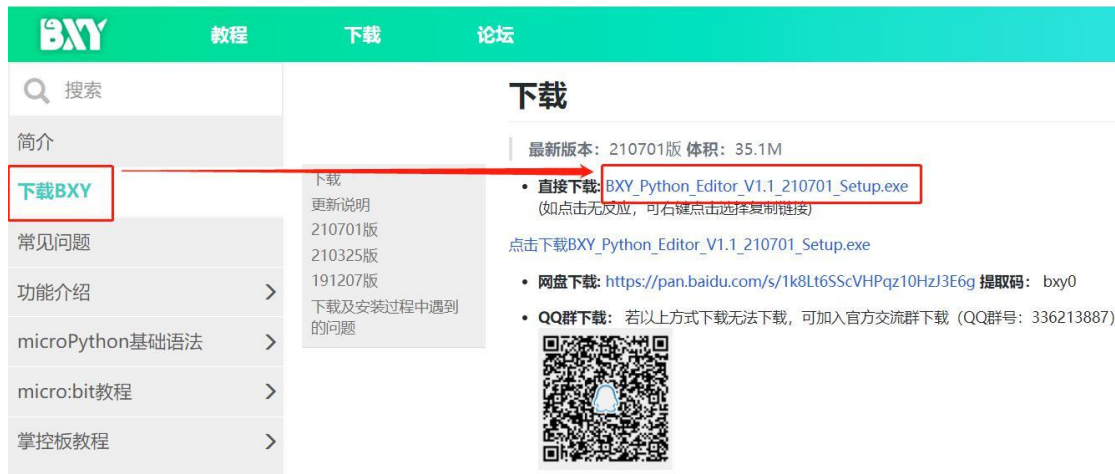 BXY
教程
下载
论坛
搜索
简介
下载BXY
常见问题
功能介绍
microPython基础语法
micro:bit教程
掌控板教程
下载
更新说明
210701版
210325版
191207版
下载及安装过程中遇到
的问题
下载
最新版本：210701版 体积：35.1M
直接下载: BXY_Python_Editor_V1.1_210701_Setup.exe
(如点击无反应，可右键点击选择复制链接)
点击下载BXY_Python_Editor_V1.1_210701_Setup.exe
网盘下载: https://pan.baidu.com/s/1k8Lt6SScVHPqz10HzJ3E6g 提取码： bxy0
QQ群下载： 若以上方式下载无法下载，可加入官方交流群下载（QQ群号：336213887)